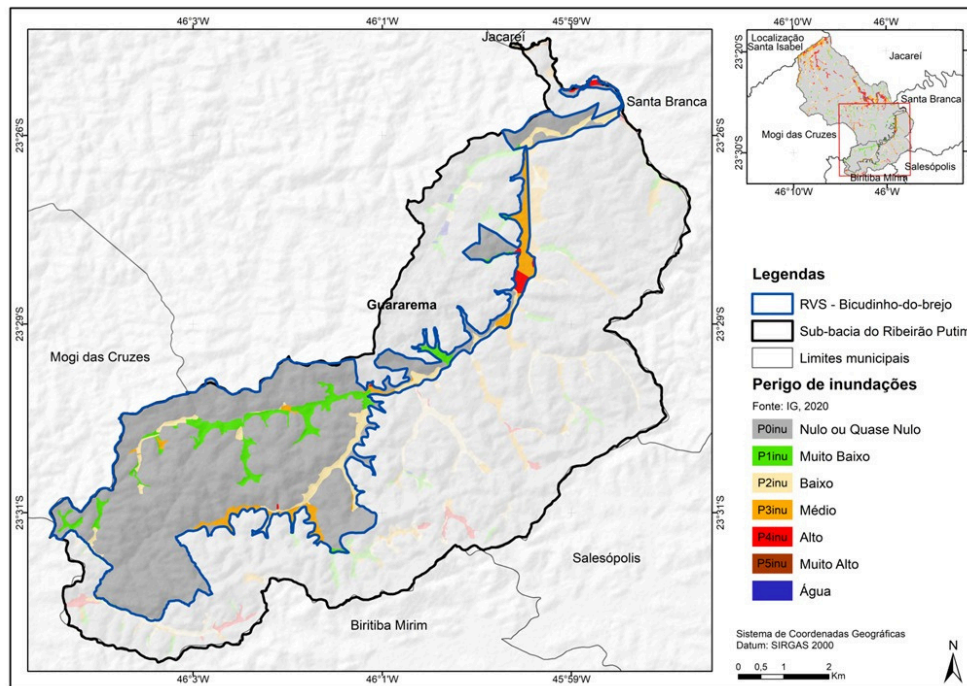 46°3'W
46°1'W
45°59'W
Jacareí
Santa Branca
23°26'S
23°26'S
Guararema
23°29'S
23°29'S
Mogi das Cruzes
23°31'S
23°31'S
Salesópolis
Biritiba Mirim
46°3'W
46°1'W
45°59'W
46°10'W
46°W
Localização
Santa Isabel
Jacareí
23°20'S
Santa Branca
Mogi das Cruzes
23°30'S
Salesópolis
Biritiba Mirim
46°10'W
46°W
Legendas
RVS - Bicudinho-do-brejo
Sub-bacia do Ribeirão Putim
Limites municipais
Perigo de inundações
Fonte: IG, 2020
P0inu Nulo ou Quase Nulo
P1inu Muito Baixo
P2inu Baixo
P3inu Médio
P4inu Alto
P5inu Muito Alto
Água
Sistema de Coordenadas Geográficas
Datum: SIRGAS 2000
0 0,5 1 2
Km
N